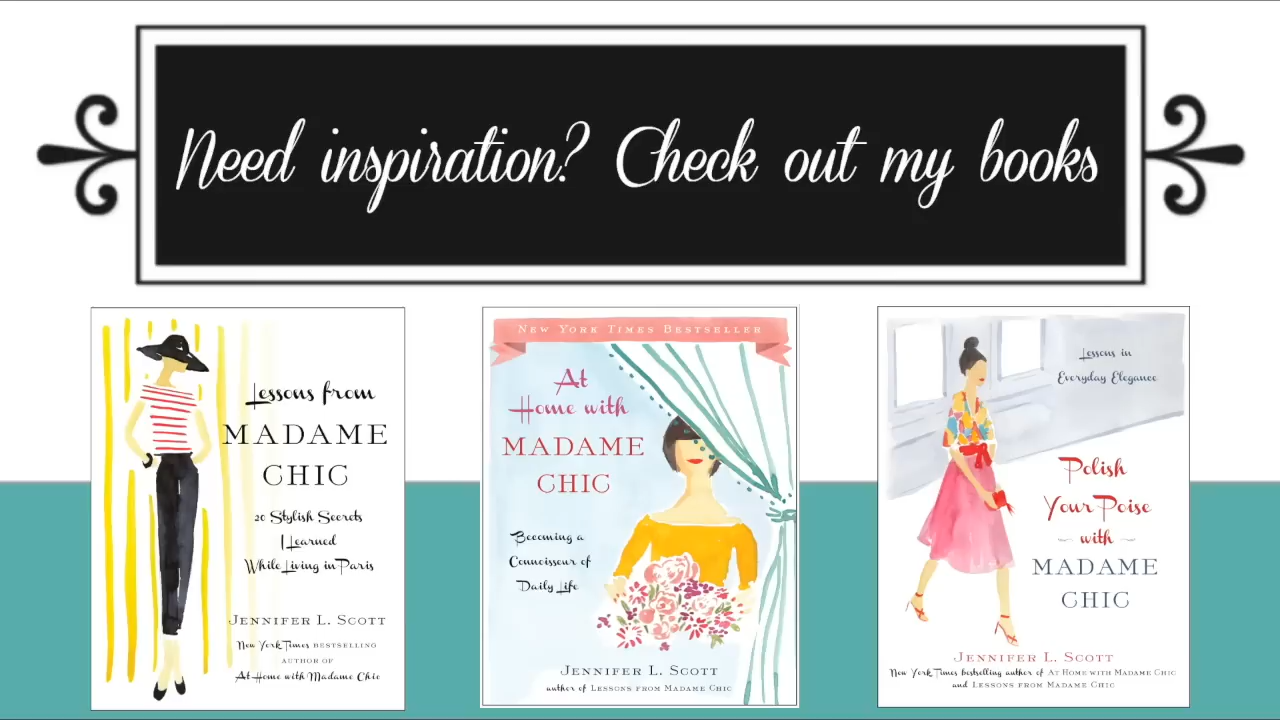 Need inspiration? Check out my books
Lessons from
MADAME
CHIC
20 Stylish Secrets
I Learned
While Living in Paris
JENNIFER L. SCOTT
New York Times BESTSELLING
AUTHOR OF
At Home with Madame Chic
NEW YORK TIMES BESTSELLER
At
Home with
MADAME
CHIC
Becoming a
Connoisseur of
Daily Life
JENNIFER L. SCOTT
author of LESSONS FROM MADAME CHIC
Lessons in
Everyday Elegance
Polish
Your Poise
with
MADAME
CHIC
JENNIFER L. SCOTT
New York Times bestselling author of AT HOME WITH MADAME CHIC
and LESSONS FROM MADAME CHIC